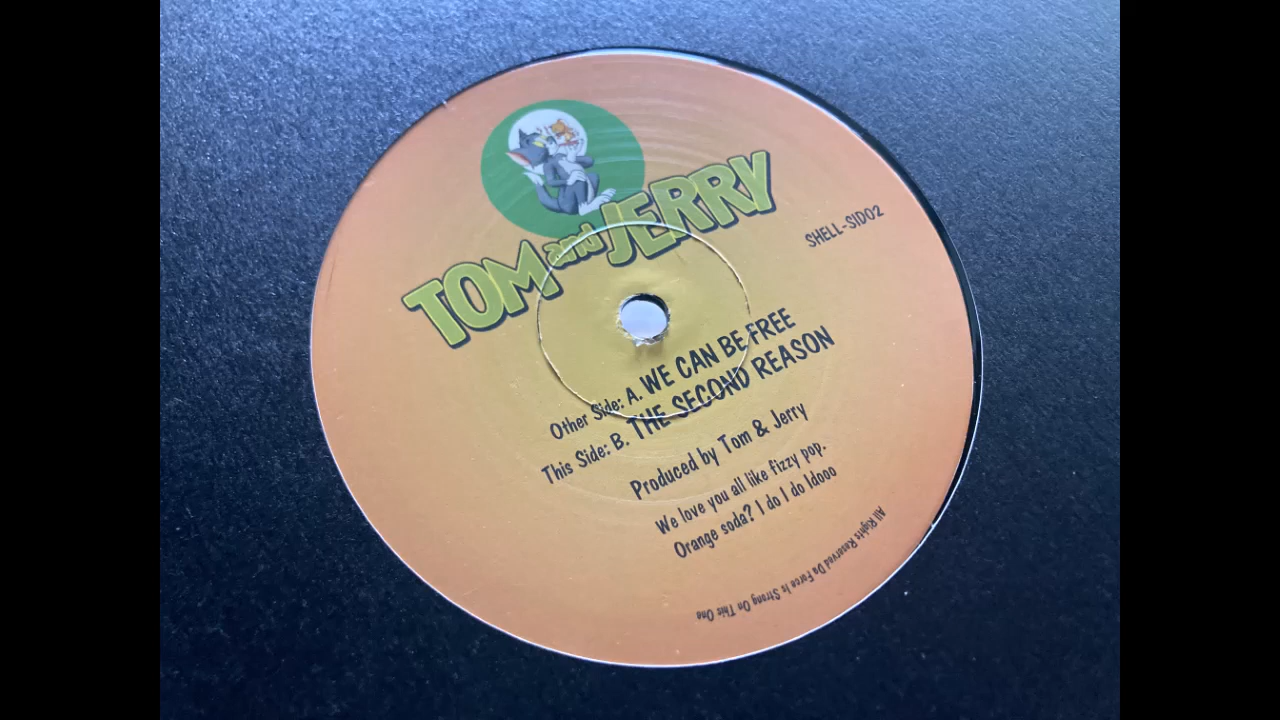 TOM and JERRY
SHELL-SID02
Other Side: A. WE CAN BE FREE
This Side: B. THE SECOND REASON
Produced by Tom & Jerry
We love you all like fizzy pop.
Orange soda? I do I do Idooo
All Rights Reserved Da Force Is Strong On This One